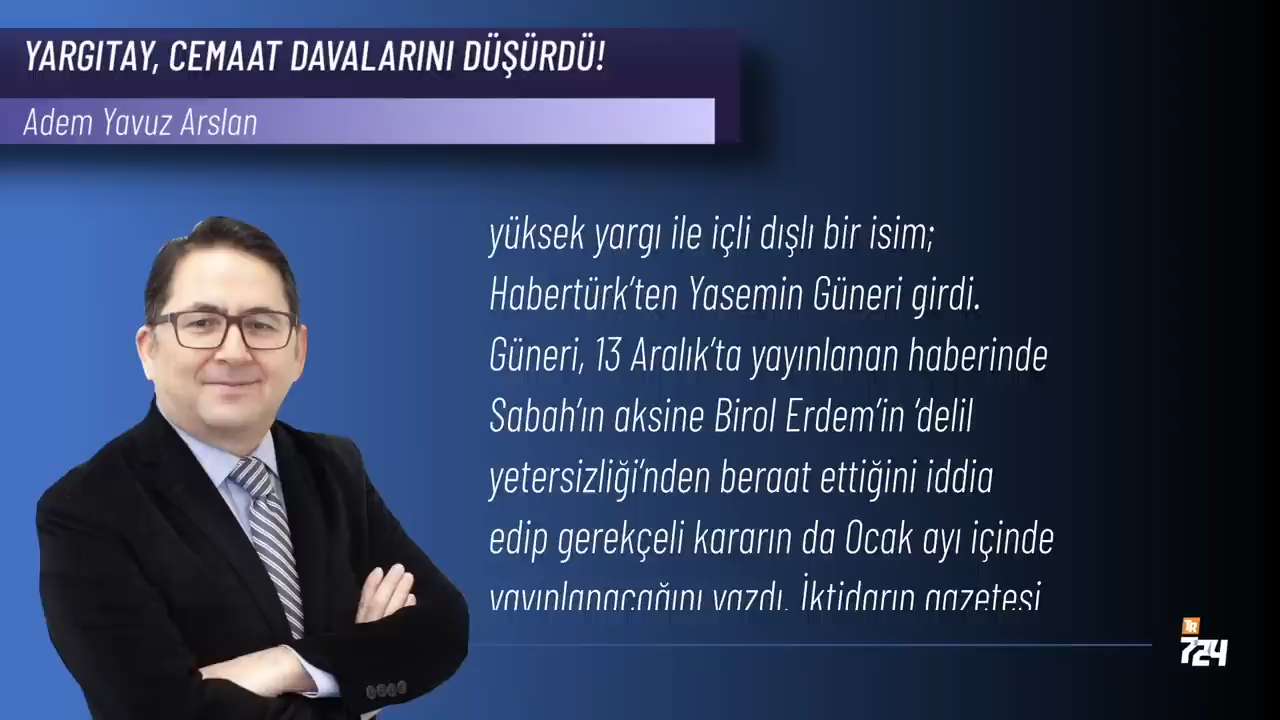 YARGITAY, CEMAAT DAVALARINI DÜŞÜRDÜ!
Adem Yavuz Arslan
yüksek yargı ile içli dışlı bir isim;
Habertürk’ten Yasemin Güneri girdi.
Güneri, 13 Aralık’ta yayınlanan haberinde
Sabah’ın aksine Birol Erdem’in ‘delil
yetersizliği’nden beraat ettiğini iddia
edip gerekçeli kararın da Ocak ayı içinde
yayınlanacağını yazdı. İktidarın gazetesi
TR
724